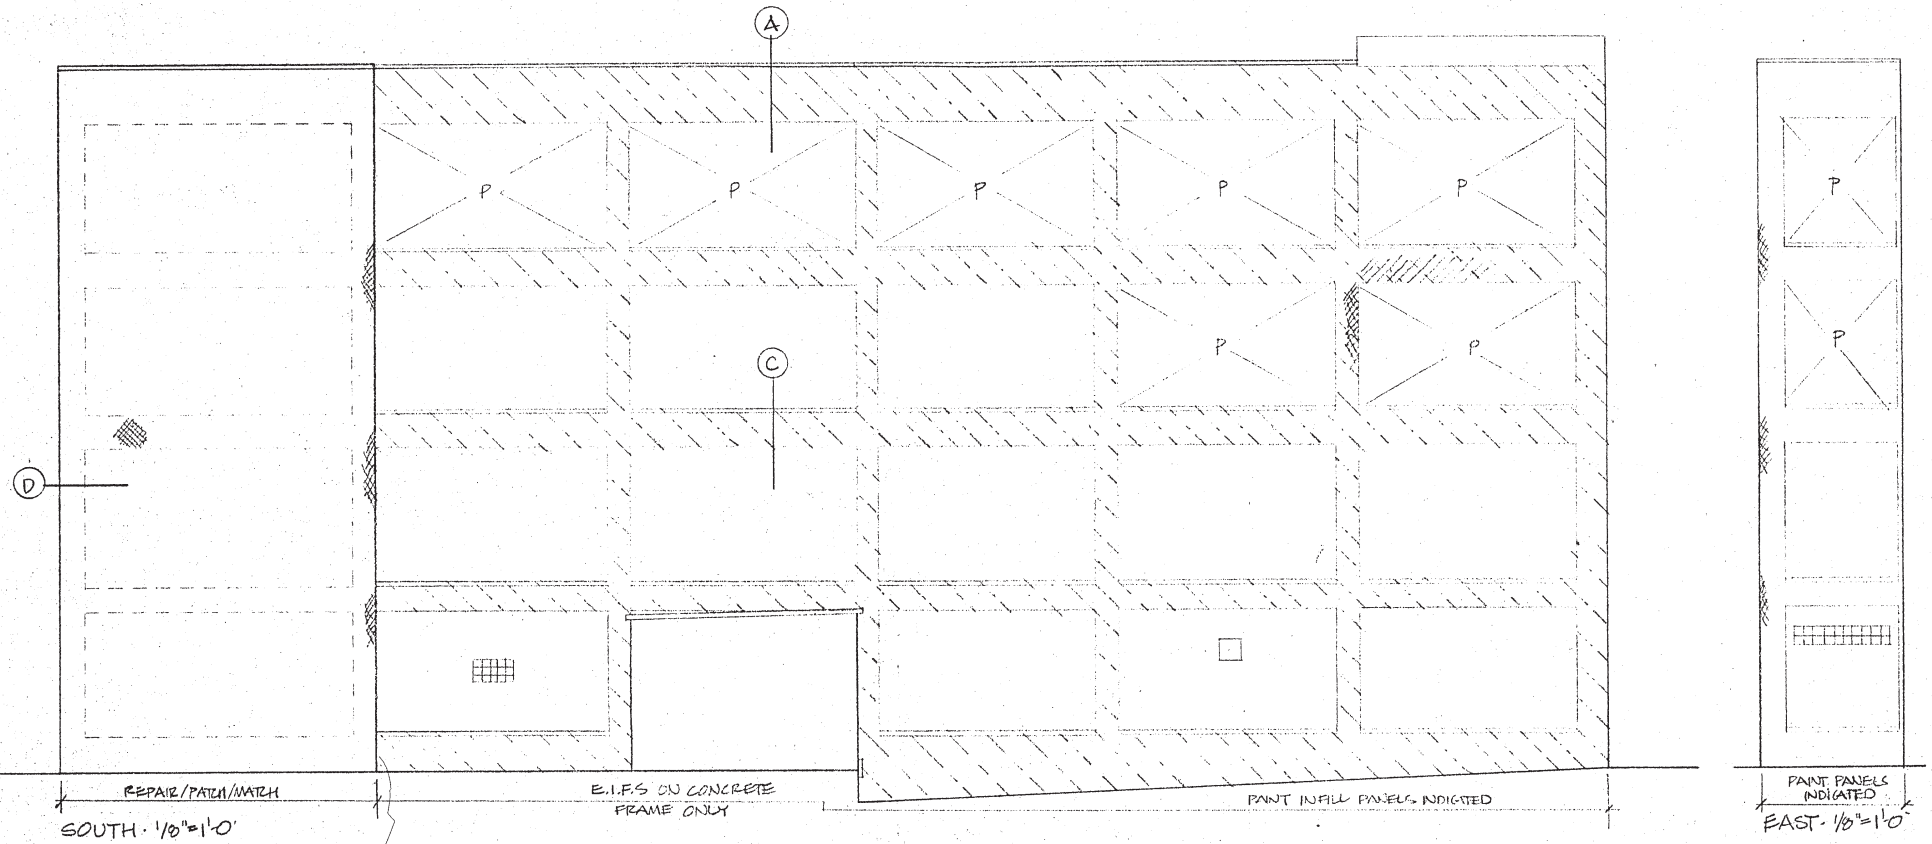 A
P P P P P P
P P P
C
D
REPAIR/PATCH/MATCH
E.I.F.S ON CONCRETE
FRAME ONLY
PAINT INFILL PANELS INDICATED
PAINT PANELS
INDICATED
SOUTH · 1/8"=1'-0"
EAST · 1/8"=1'-0"